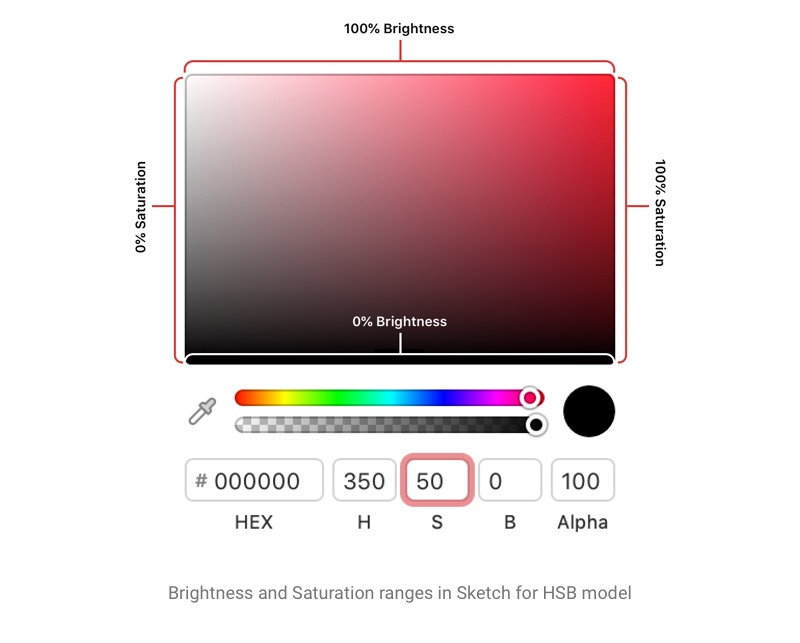 100% Brightness
0% Saturation
100% Saturation
0% Brightness
# 000000 350 50 0 100
HEX H S B Alpha
Brightness and Saturation ranges in Sketch for HSB model